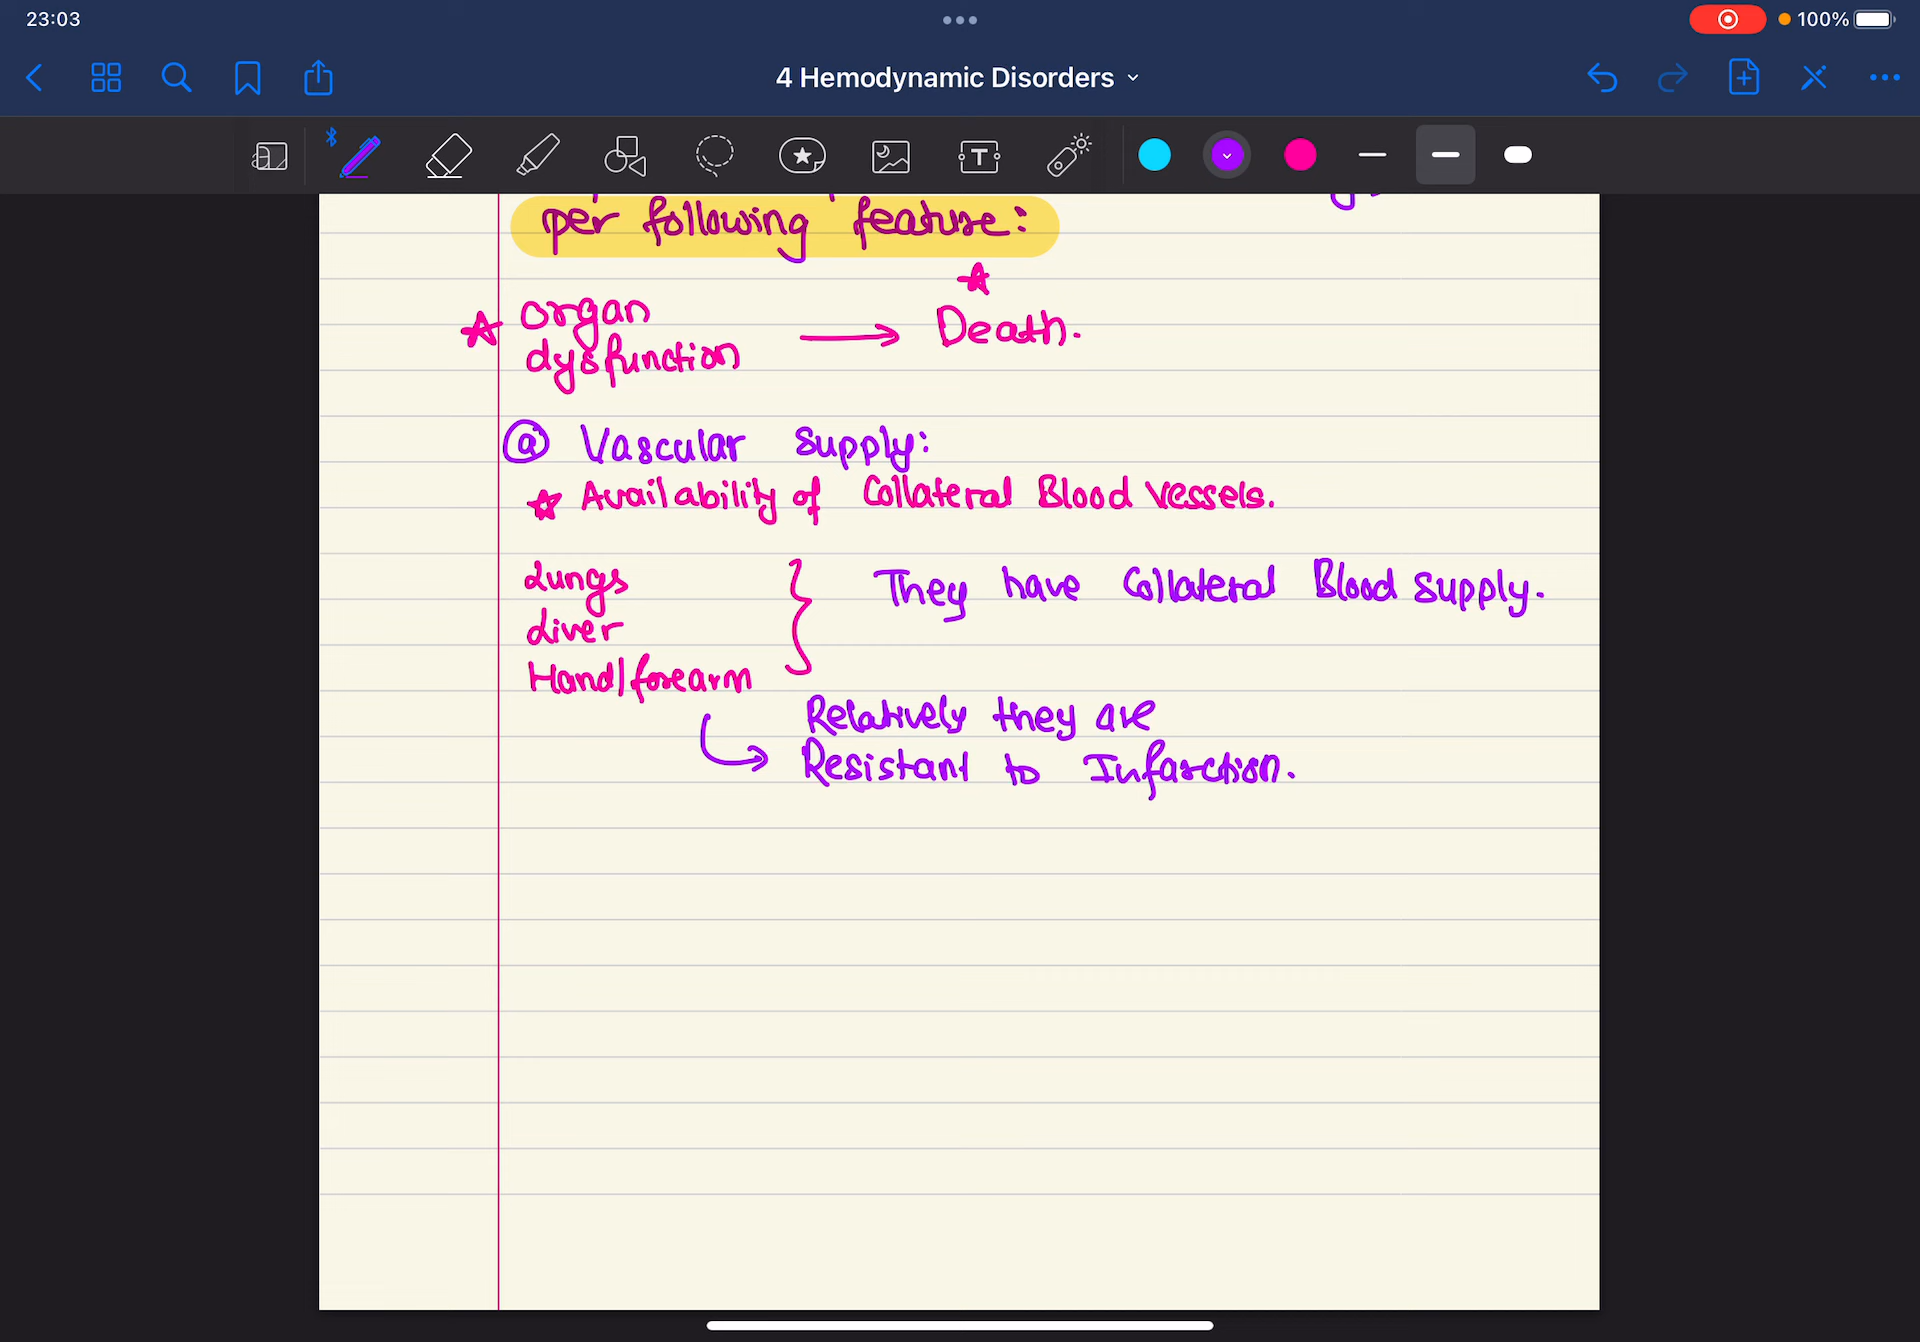 23:03
100%
4 Hemodynamic Disorders
T
per following feature:
organ
dysfunction → Death.
ⓐ Vascular supply:
☆ Availability of Collateral Blood vessels.
Lungs
Liver
Hand/forearm
They have Collateral Blood supply.
Relatively they are
Resistant to Infarction.